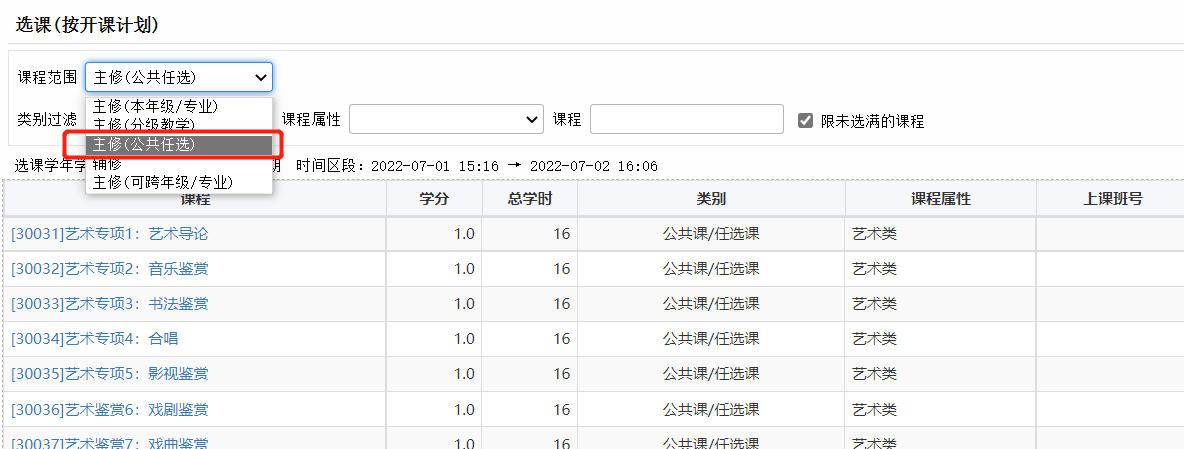 选课(按开课计划)
课程范围 主修(公共任选)
主修(本年级/专业)
类别过滤 课程属性 课程 限未选满的课程
主修(分级教学)
主修(公共任选)
辅修
选课学年学 期 时间区段：2022-07-01 15:16 → 2022-07-02 16:06
主修(可跨年级/专业)
课程 学分 总学时 类别 课程属性 上课班号
[30031]艺术专项1：艺术导论 1.0 16 公共课/任选课 艺术类
[30032]艺术专项2：音乐鉴赏 1.0 16 公共课/任选课 艺术类
[30033]艺术专项3：书法鉴赏 1.0 16 公共课/任选课 艺术类
[30034]艺术专项4：合唱 1.0 16 公共课/任选课 艺术类
[30035]艺术专项5：影视鉴赏 1.0 16 公共课/任选课 艺术类
[30036]艺术鉴赏6：戏剧鉴赏 1.0 16 公共课/任选课 艺术类
[30037]艺术鉴赏7：戏曲鉴赏 1.0 16 公共课/任选课 艺术类